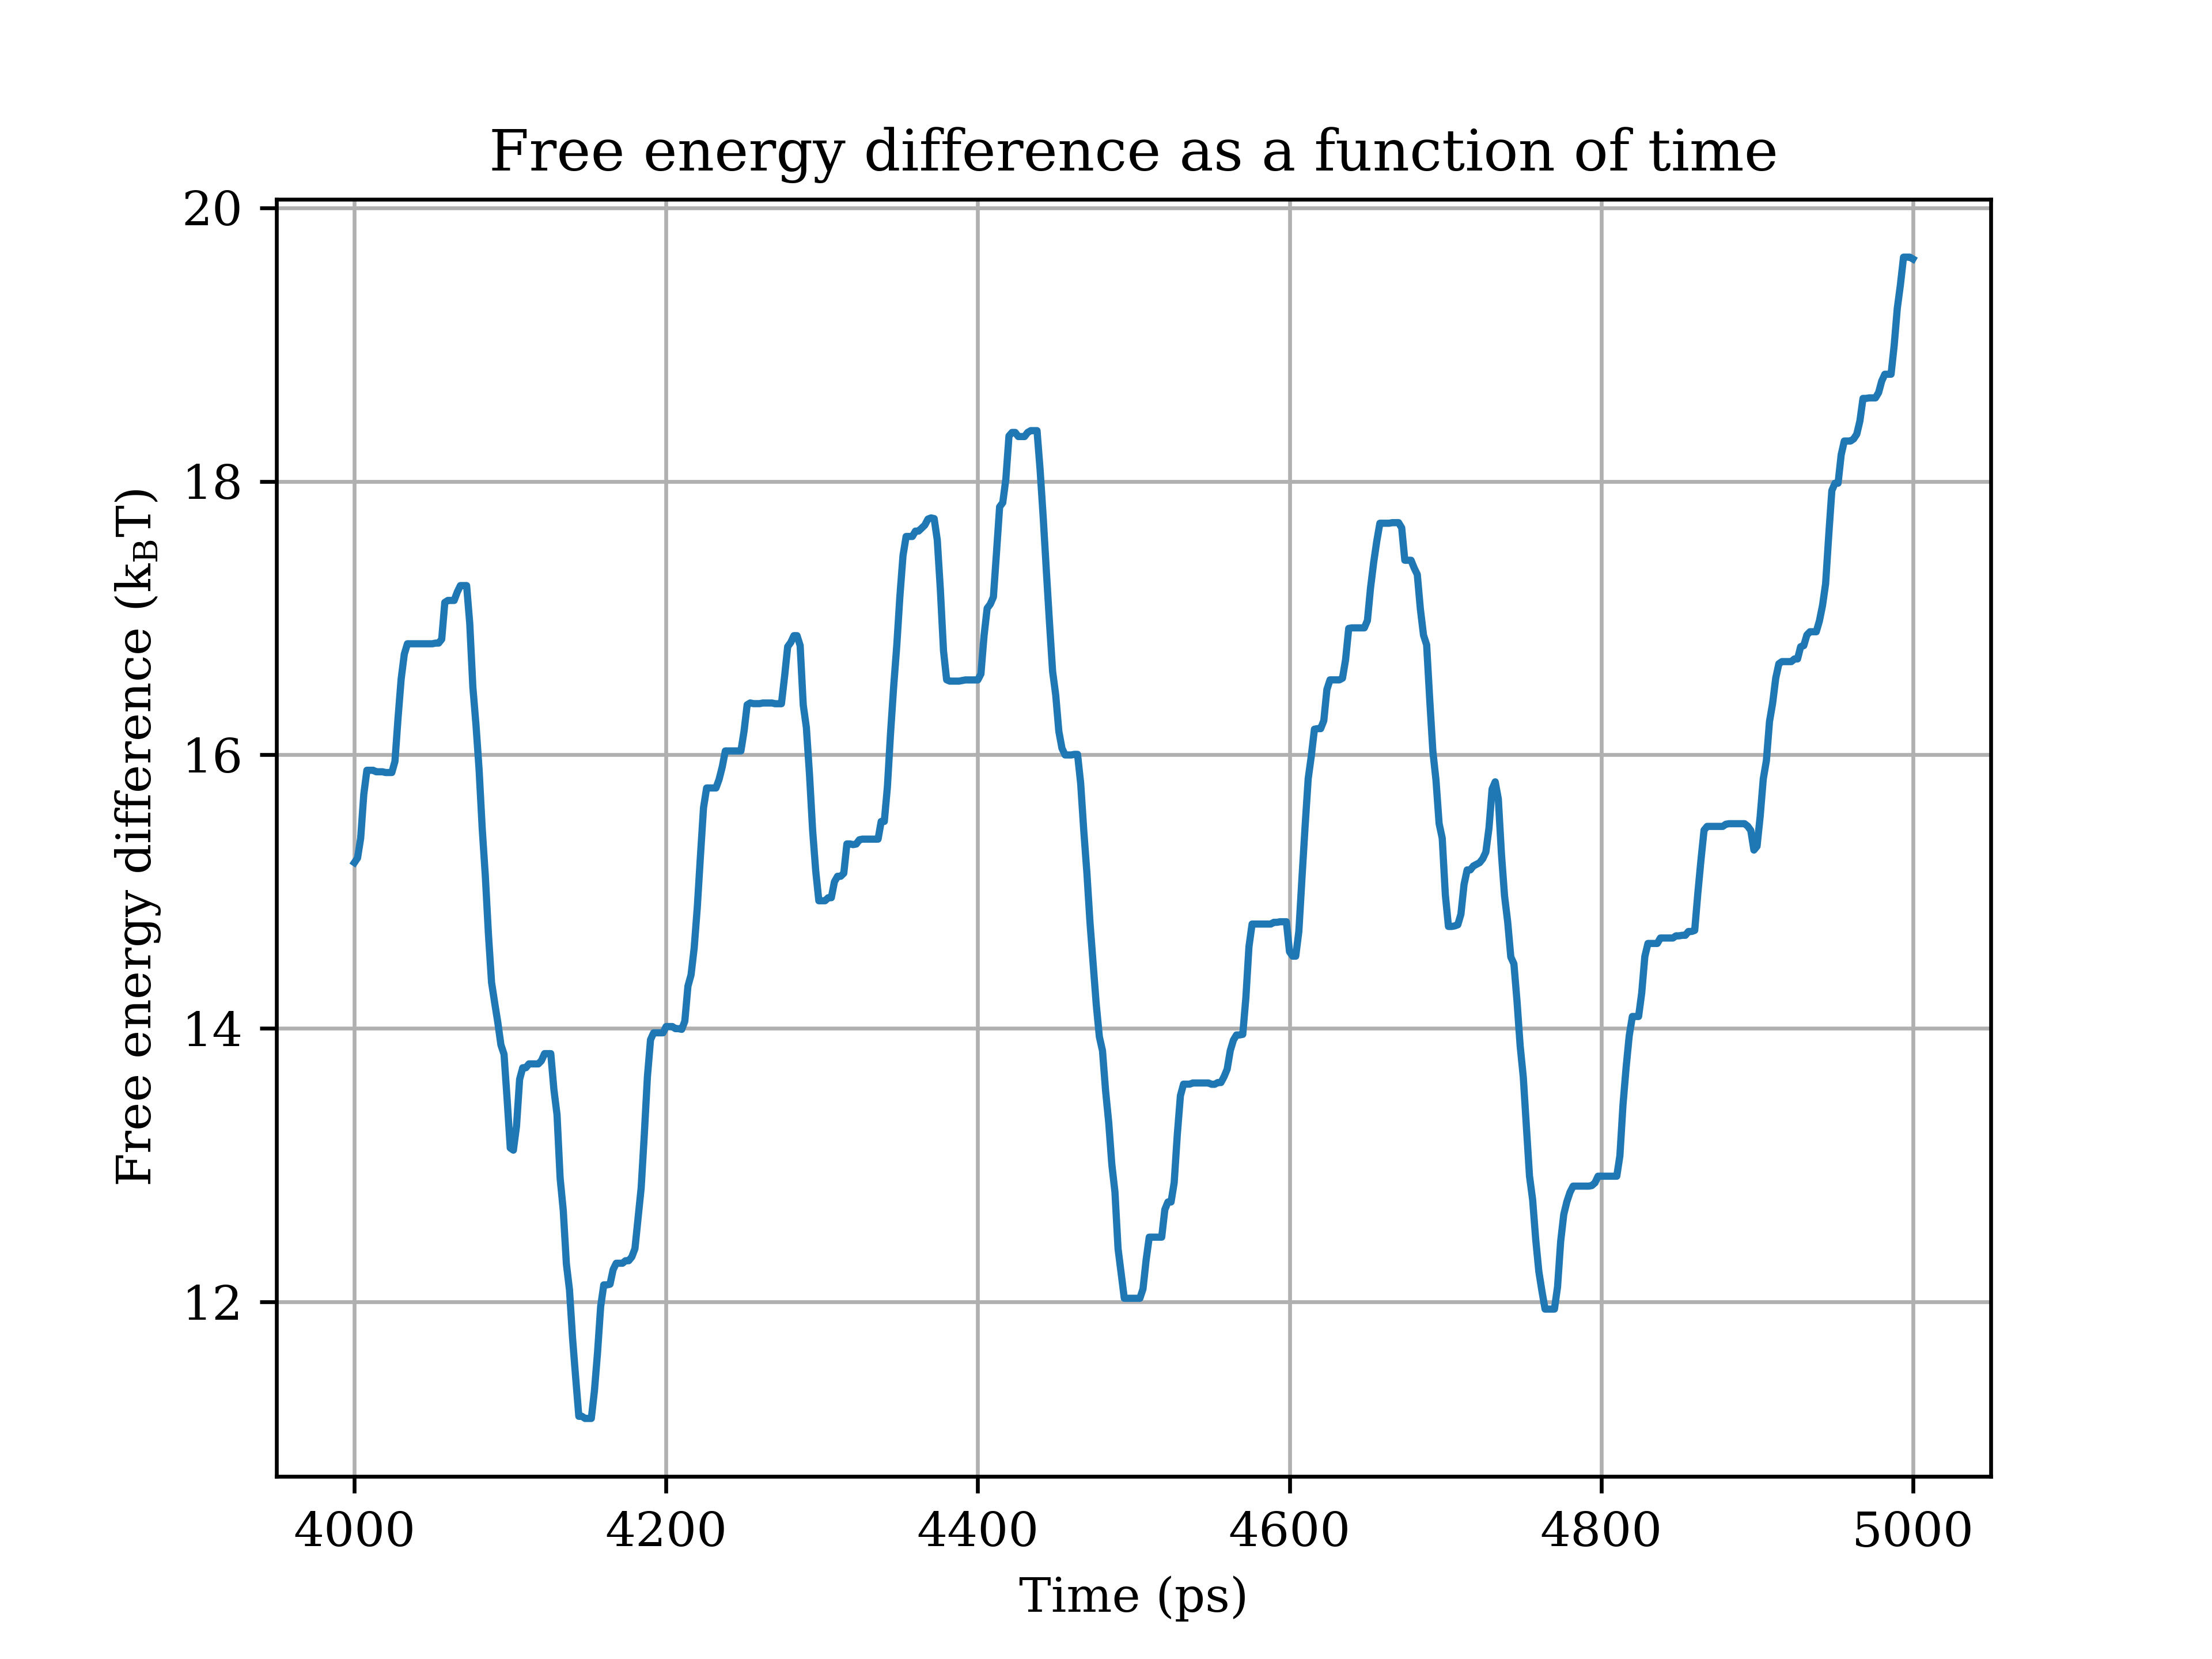 Free energy difference as a function of time
Free energy difference (k_BT)
20
18
16
14
12
4000 4200 4400 4600 4800 5000
Time (ps)